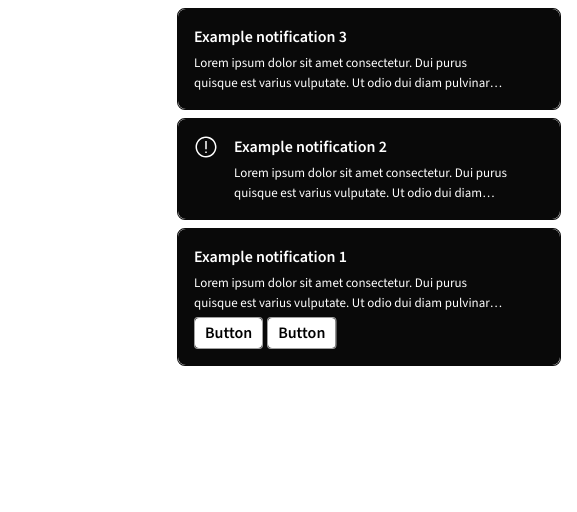 Example notification 3
Lorem ipsum dolor sit amet consectetur. Dui purus
quisque est varius vulputate. Ut odio dui diam pulvinar…
Example notification 2
Lorem ipsum dolor sit amet consectetur. Dui purus
quisque est varius vulputate. Ut odio dui diam…
Example notification 1
Lorem ipsum dolor sit amet consectetur. Dui purus
quisque est varius vulputate. Ut odio dui diam pulvinar…
Button Button